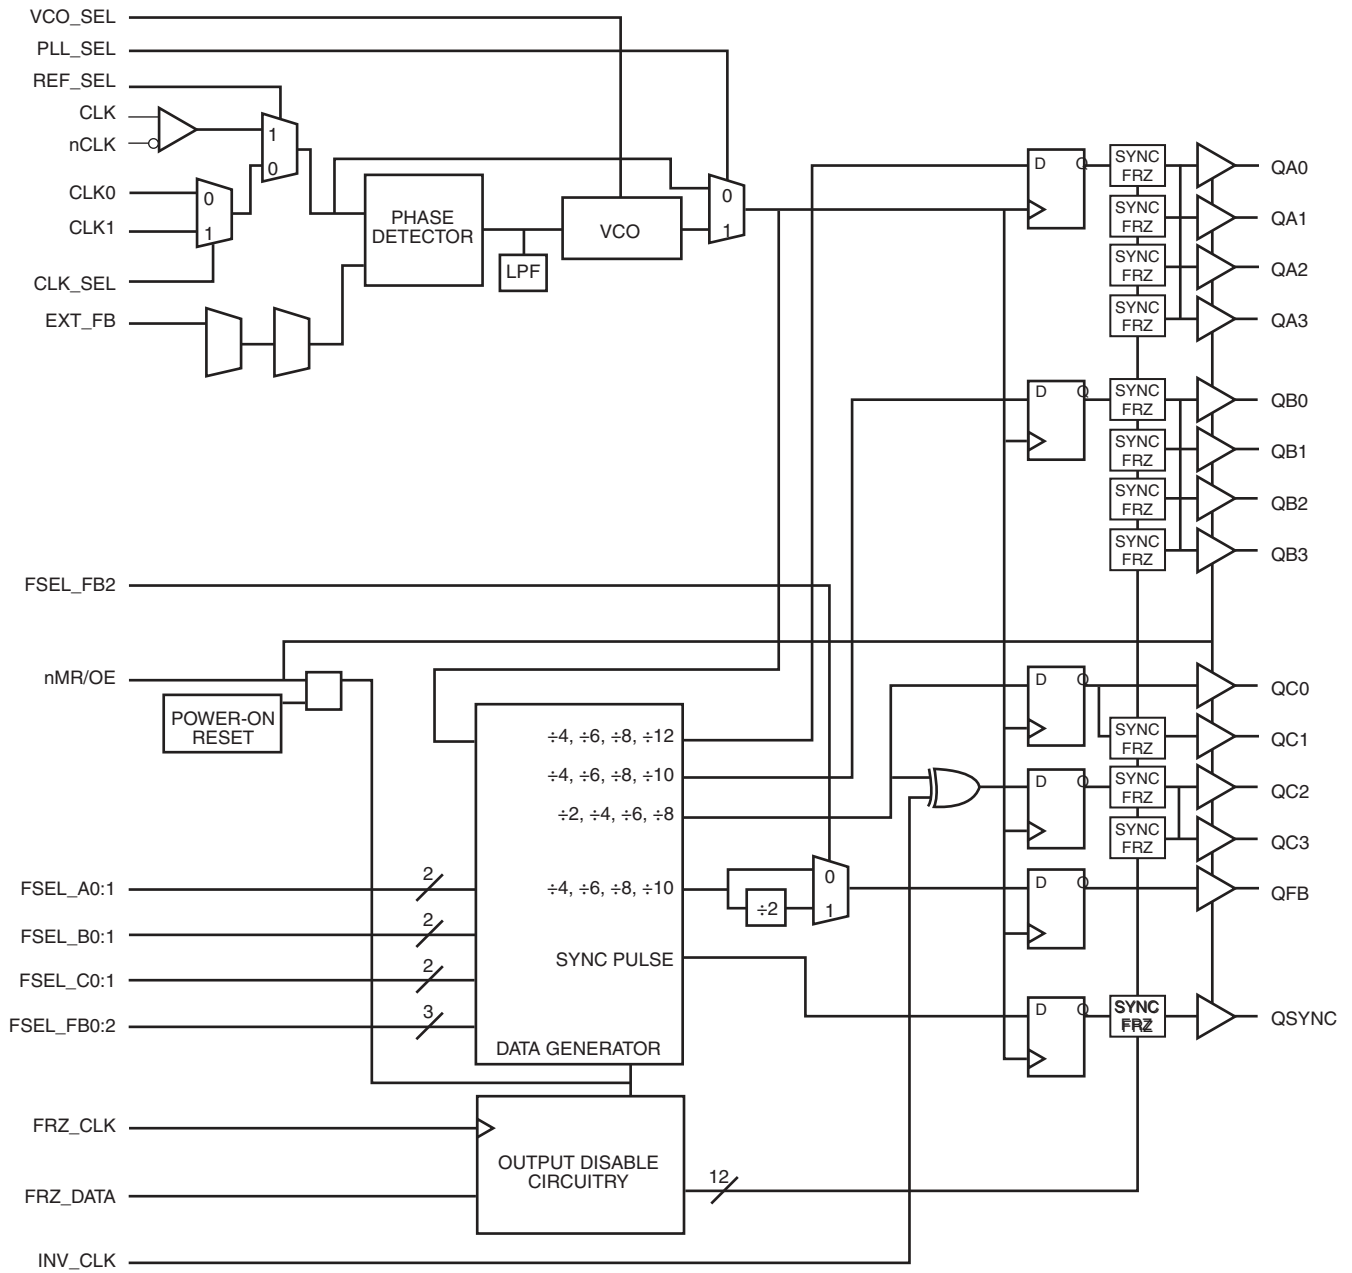 VCO_SEL
PLL_SEL
REF_SEL
CLK
nCLK
1
0
CLK0
CLK1
0
1
CLK_SEL
EXT_FB
PHASE
DETECTOR
LPF
VCO
0
1
D Q
SYNC
FRZ
QA0
SYNC
FRZ
QA1
SYNC
FRZ
QA2
SYNC
FRZ
QA3
D Q
SYNC
FRZ
QB0
SYNC
FRZ
QB1
SYNC
FRZ
QB2
SYNC
FRZ
QB3
FSEL_FB2
nMR/OE
POWER-ON
RESET
÷4, ÷6, ÷8, ÷12
÷4, ÷6, ÷8, ÷10
÷2, ÷4, ÷6, ÷8
÷4, ÷6, ÷8, ÷10
SYNC PULSE
DATA GENERATOR
÷2
0
1
D Q
QC0
SYNC
FRZ
QC1
D Q
SYNC
FRZ
QC2
SYNC
FRZ
QC3
D Q
QFB
D Q
SYNC
FRZ
QSYNC
FSEL_A0:1
2
FSEL_B0:1
2
FSEL_C0:1
2
FSEL_FB0:2
3
FRZ_CLK
FRZ_DATA
OUTPUT DISABLE
CIRCUITRY
12
INV_CLK